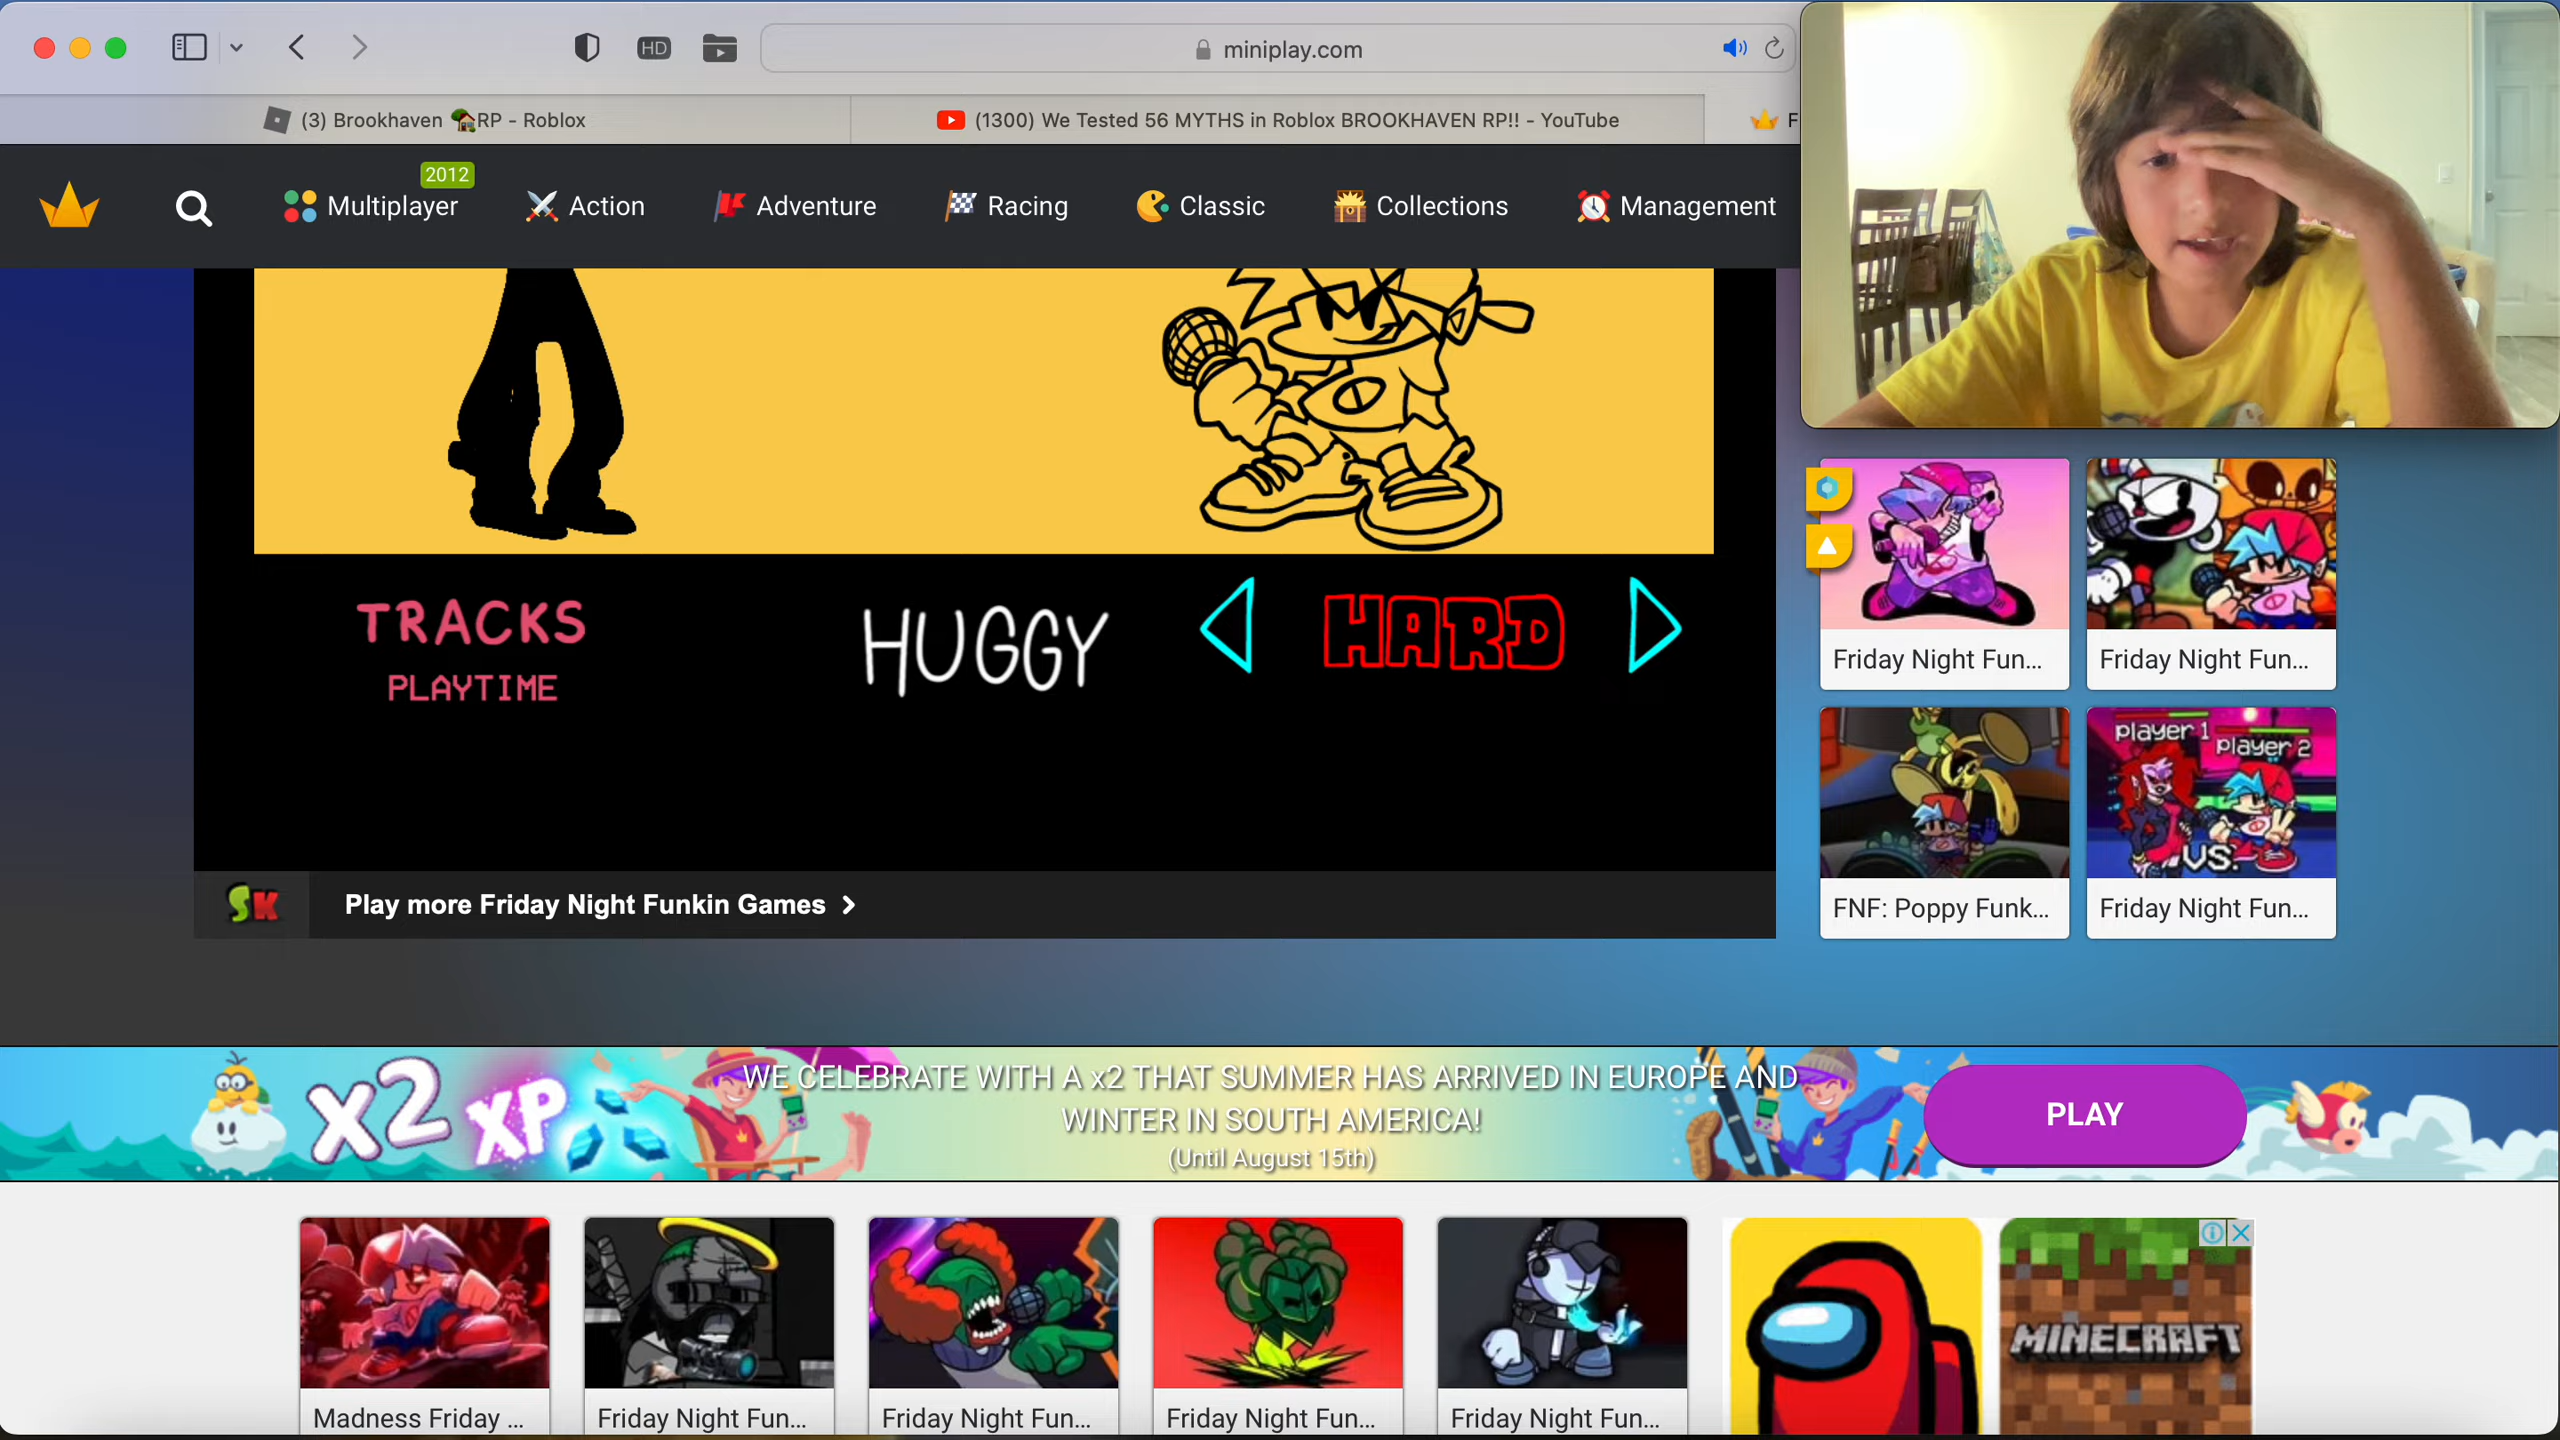 HD
miniplay.com
(3) Brookhaven 🏡RP - Roblox
(1300) We Tested 56 MYTHS in Roblox BROOKHAVEN RP!! - YouTube
F
2012
Multiplayer
Action
Adventure
Racing
Classic
Collections
Management
TRACKS
PLAYTIME
HUGGY
HARD
SK
Play more Friday Night Funkin Games
Friday Night Fun...
Friday Night Fun...
player 1
player 2
VS.
FNF: Poppy Funk...
Friday Night Fun...
x2 XP
WE CELEBRATE WITH A x2 THAT SUMMER HAS ARRIVED IN EUROPE AND
WINTER IN SOUTH AMERICA!
(Until August 15th)
PLAY
MINECRAFT
Madness Friday ...
Friday Night Fun...
Friday Night Fun...
Friday Night Fun...
Friday Night Fun...